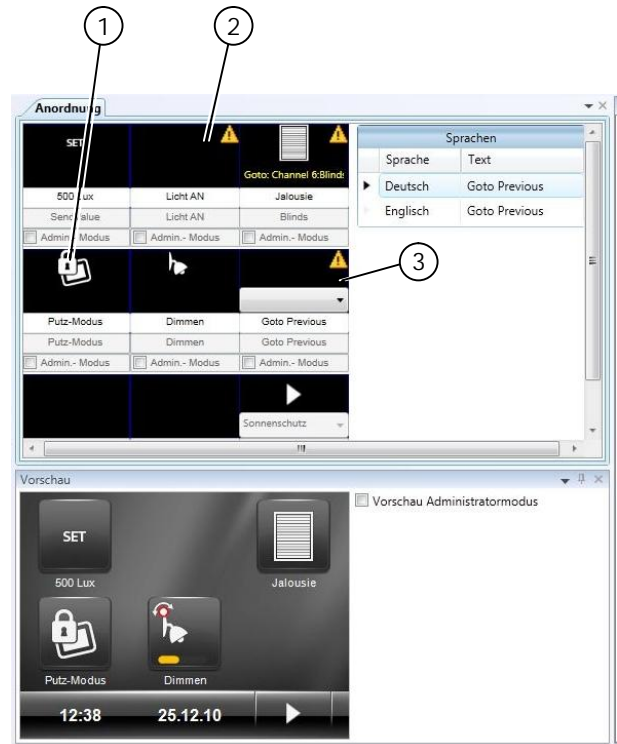 1 2
Anordnung
SET
Goto: Channel 6:Blinds
500 Lux Licht AN Jalousie
SendValue Licht AN Blinds
Admin.- Modus Admin.- Modus Admin.- Modus
Sprachen
Sprache Text
Deutsch Goto Previous
Englisch Goto Previous
3
Putz-Modus Dimmen Goto Previous
Putz-Modus Dimmen Goto Previous
Admin.- Modus Admin.- Modus Admin.- Modus
Sonnenschutz
Vorschau
Vorschau Administratormodus
SET
500 Lux Jalousie
Putz-Modus Dimmen
12:38 25.12.10